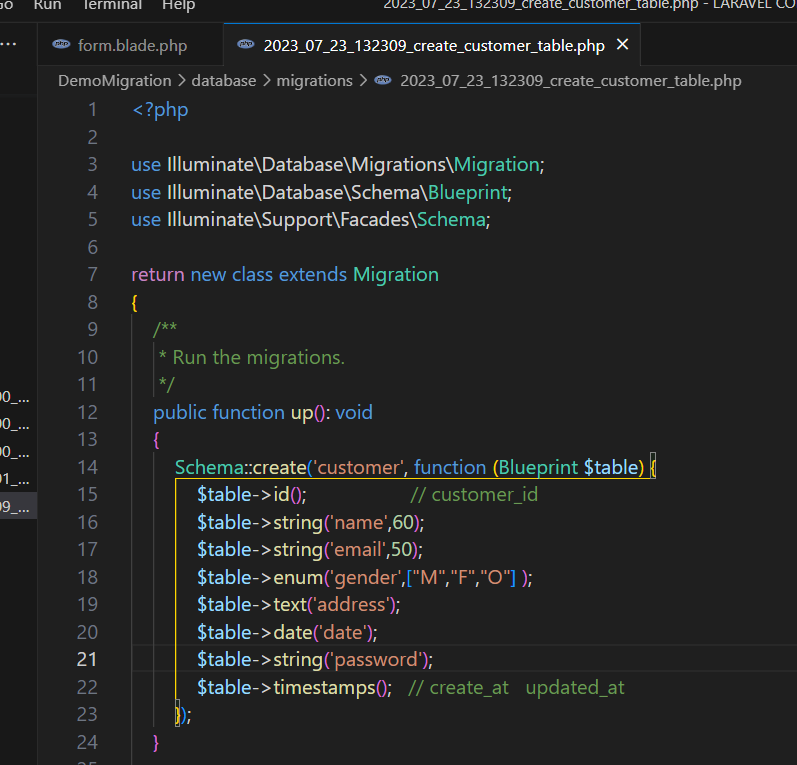 Run Terminal Help 2023_07_23_132309_create_customer_table.php - LARAVEL CO
... form.blade.php 2023_07_23_132309_create_customer_table.php ×
DemoMigration > database > migrations > 2023_07_23_132309_create_customer_table.php
1 <?php
2
3 use Illuminate\Database\Migrations\Migration;
4 use Illuminate\Database\Schema\Blueprint;
5 use Illuminate\Support\Facades\Schema;
6
7 return new class extends Migration
8 {
9 /**
10 * Run the migrations.
11 */
12 public function up(): void
13 {
14 Schema::create('customer', function (Blueprint $table) {
15 $table->id(); // customer_id
16 $table->string('name',60);
17 $table->string('email',50);
18 $table->enum('gender',["M","F","O"] );
19 $table->text('address');
20 $table->date('date');
21 $table->string('password');
22 $table->timestamps(); // create_at updated_at
23 });
24 }